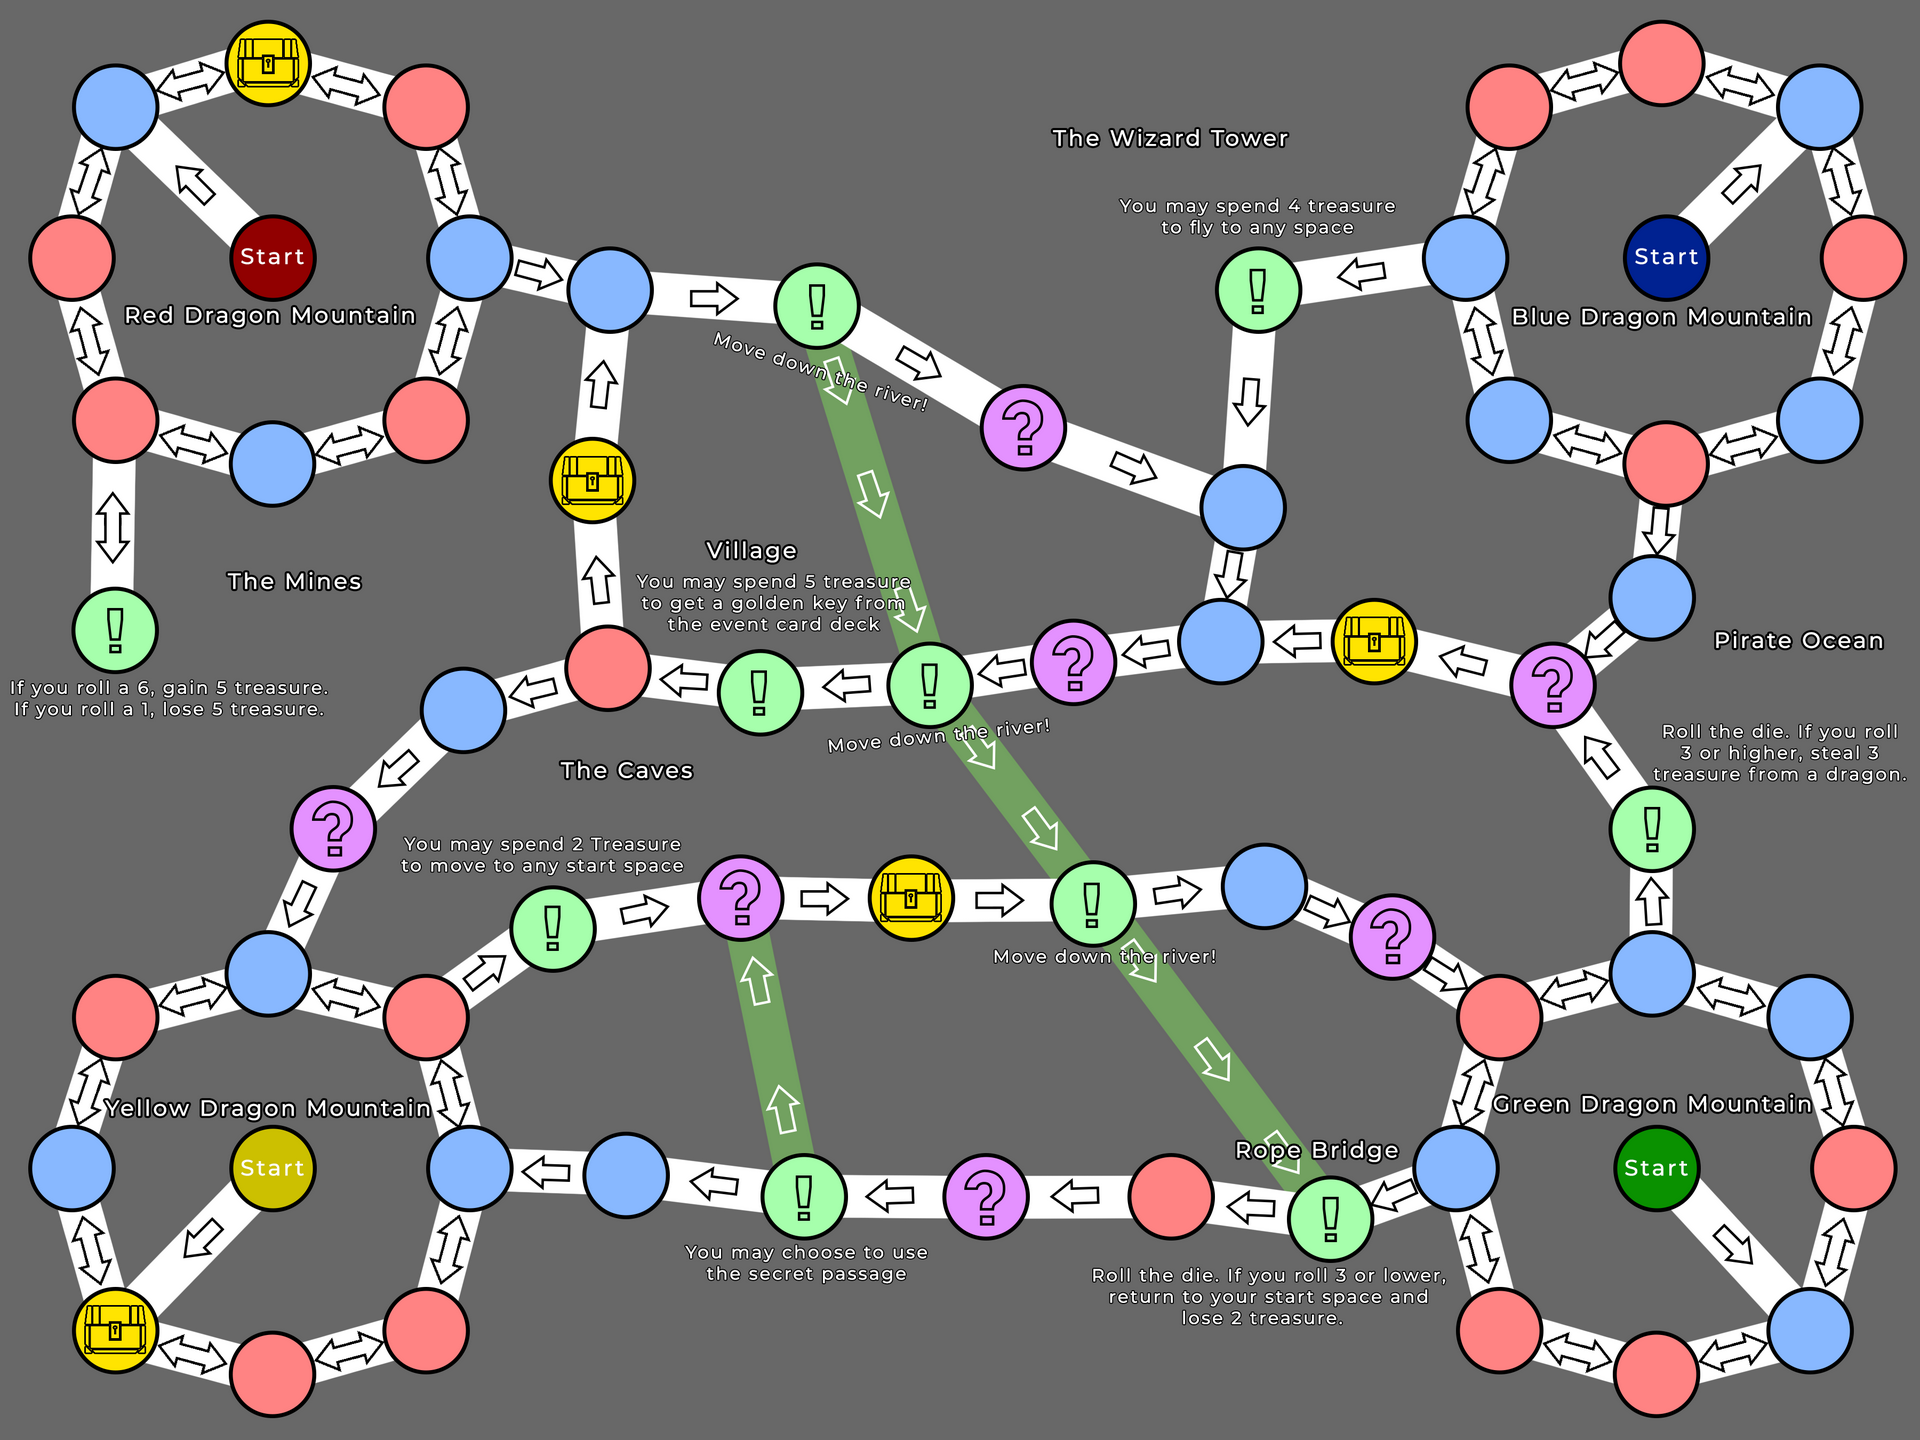 The Wizard Tower
You may spend 4 treasure
to fly to any space
Start
Red Dragon Mountain
Start
Blue Dragon Mountain
!
!
Move down the river!
?
The Mines
!
If you roll a 6, gain 5 treasure.
If you roll a 1, lose 5 treasure.
Village
You may spend 5 treasure
to get a golden key from
the event card deck
!
!
?
Move down the river!
Pirate Ocean
?
Roll the die. If you roll
3 or higher, steal 3
treasure from a dragon.
!
The Caves
?
You may spend 2 Treasure
to move to any start space
!
?
!
Move down the river!
?
Yellow Dragon Mountain
Start
Green Dragon Mountain
Start
Rope Bridge
!
?
!
You may choose to use
the secret passage
Roll the die. If you roll 3 or lower,
return to your start space and
lose 2 treasure.